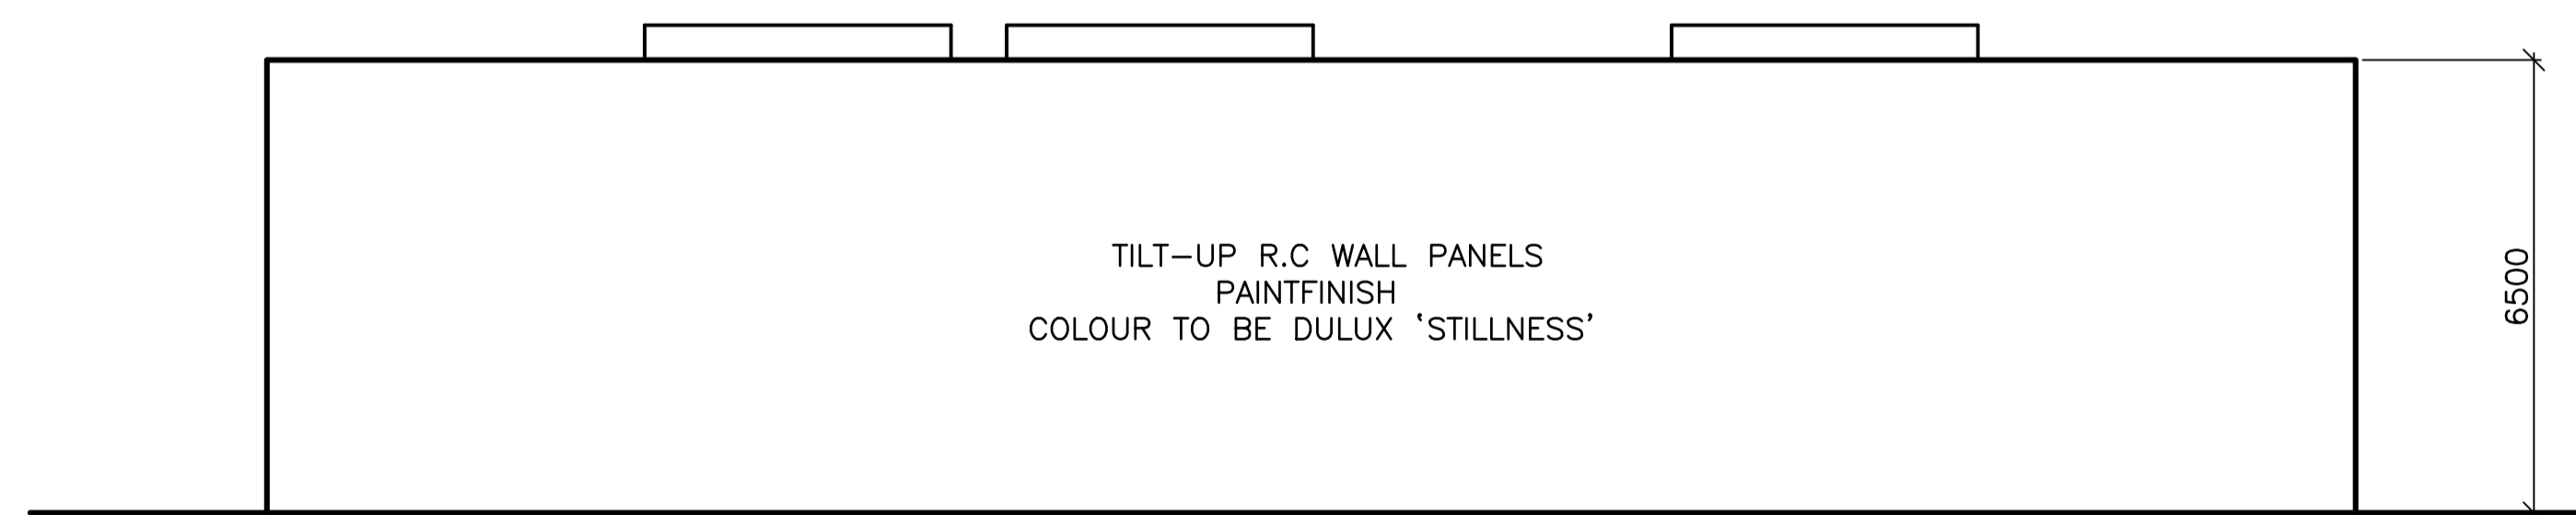 TILT-UP R.C WALL PANELS
PAINTFINISH
COLOUR TO BE DULUX ‘STILLNESS’
6500